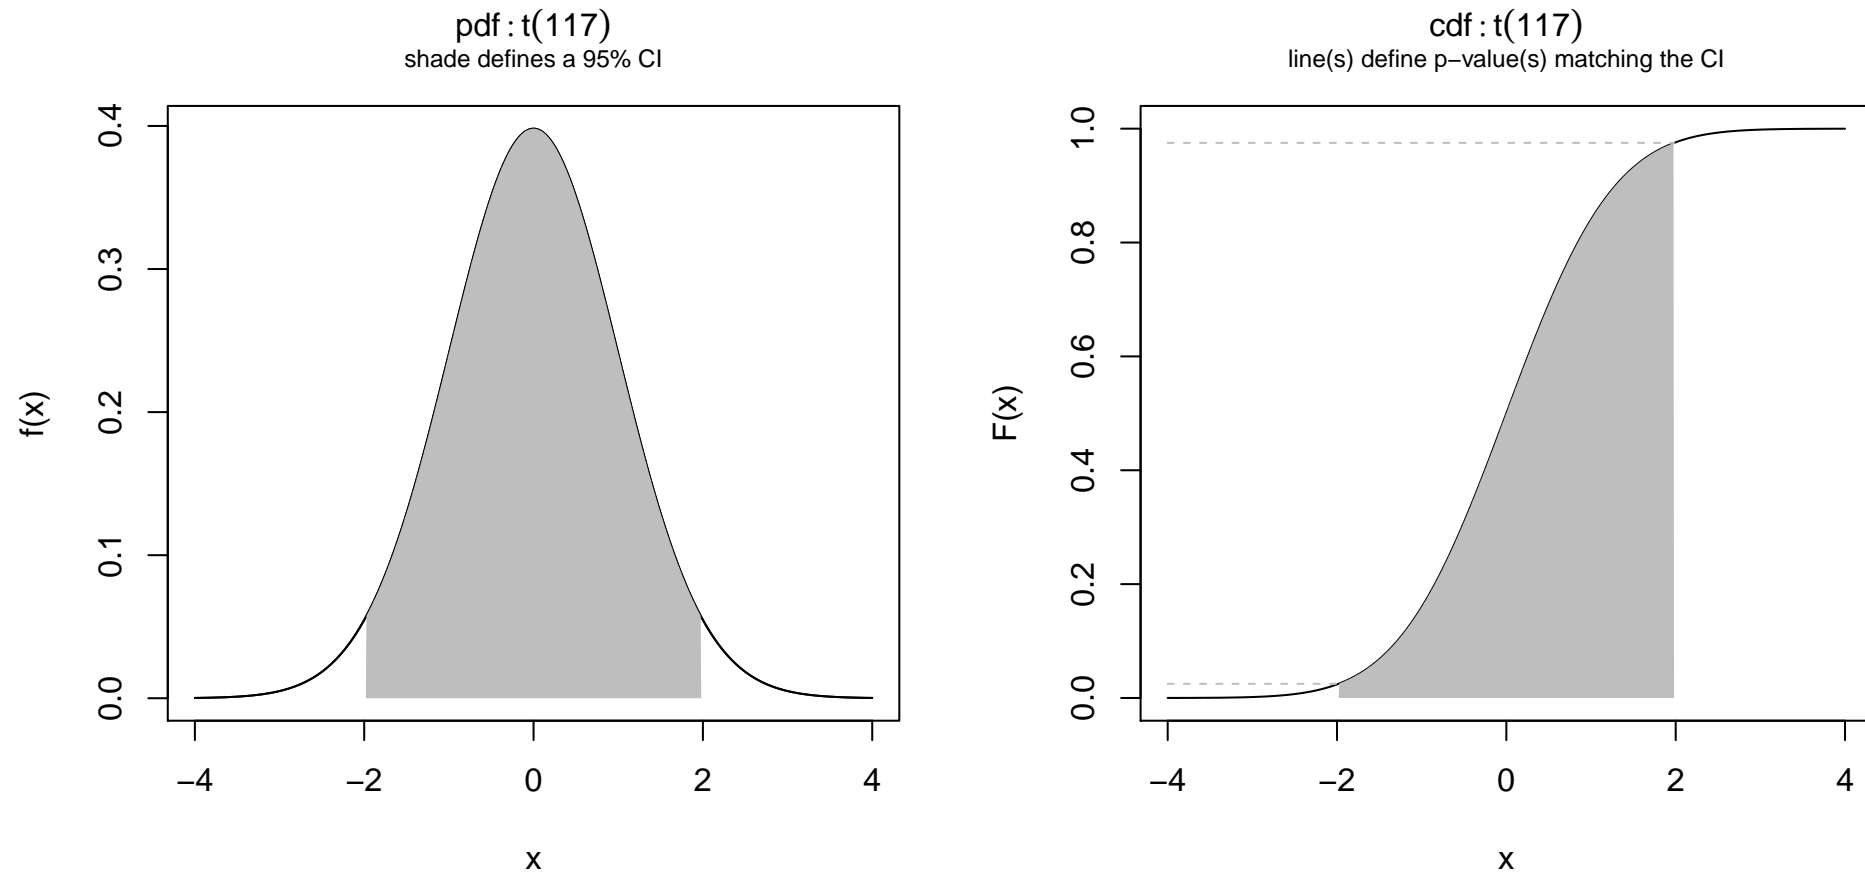 pdf : t(117)
shade defines a 95% CI
f(x)
0.4
0.3
0.2
0.1
0.0
−4 −2 0 2 4
x
cdf : t(117)
line(s) define p−value(s) matching the CI
F(x)
1.0
0.8
0.6
0.4
0.2
0.0
−4 −2 0 2 4
x